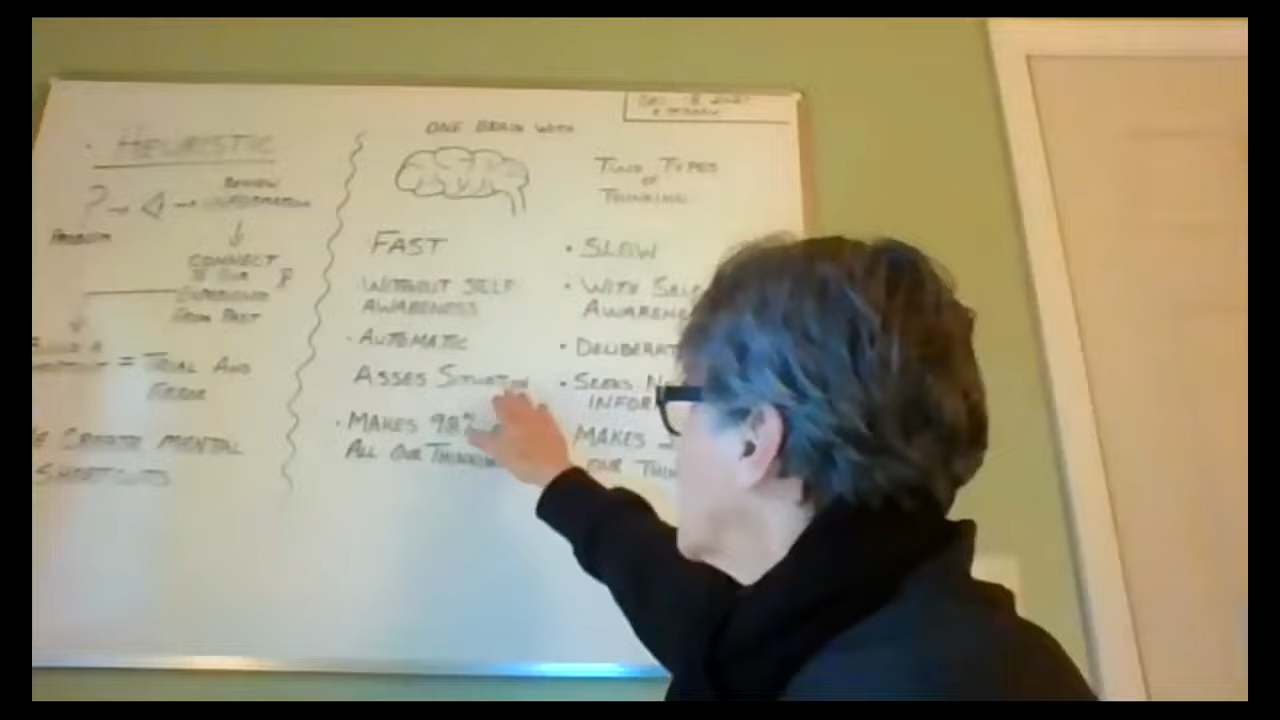 HEURISTIC
?
REVIEW
INFORMATION
PROBLEM
CONNECT
TO OUR
EXPERIENCE
FROM PAST
= TRIAL AND
ERROR
CREATE MENTAL
SHORTCUTS
ONE BRAIN WITH
TWO TYPES
OF
THINKING
FAST
WITHOUT SELF
AWARENESS
• AUTOMATIC
ASSES SITUATION
• MAKES 98%
ALL OUR THINKING
• SLOW
• WITH SELF
AWARENE
• DELIBERAT
• SEEKS
INFOR
MAKES
OUR THIN